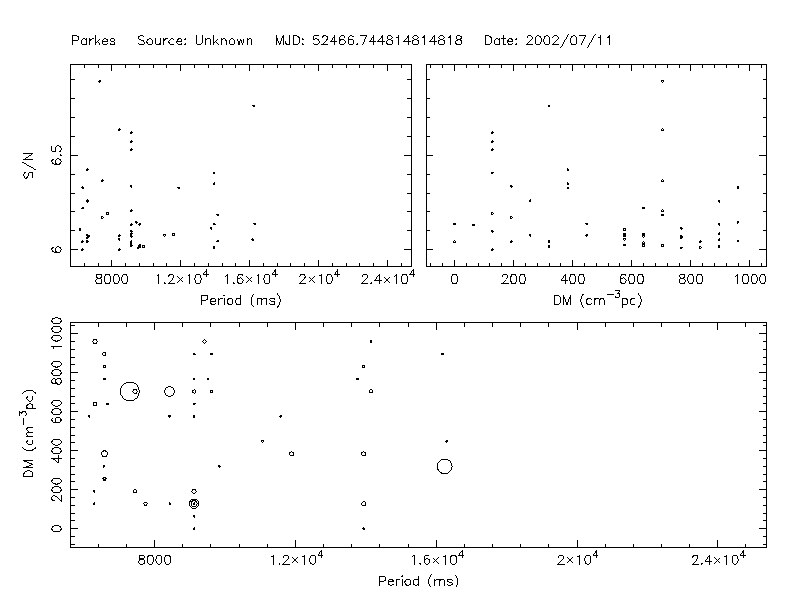 Parkes Source: Unknown MJD: 52466.744814814818 Date: 2002/07/11
S/N
6.5
6
8000 1.2×10⁴ 1.6×10⁴ 2×10⁴ 2.4×10⁴
Period (ms)
0 200 400 600 800 1000
DM (cm⁻³pc)
DM (cm⁻³pc)
1000
800
600
400
200
0
8000 1.2×10⁴ 1.6×10⁴ 2×10⁴ 2.4×10⁴
Period (ms)